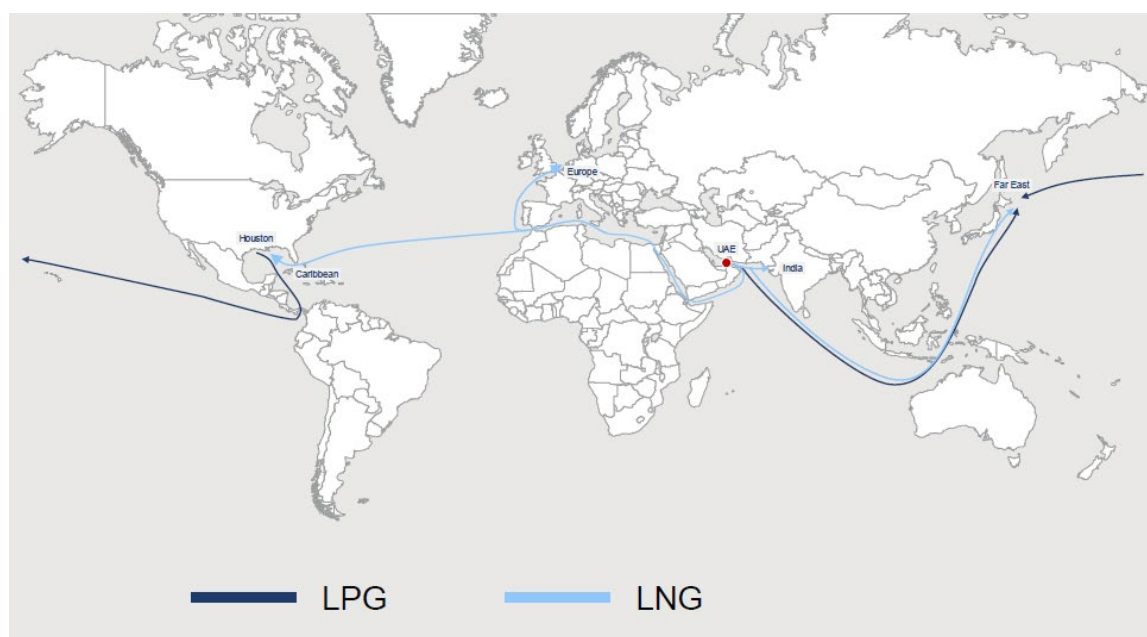 Europe
Far East
Houston
UAE
Caribbean
India
LPG
LNG